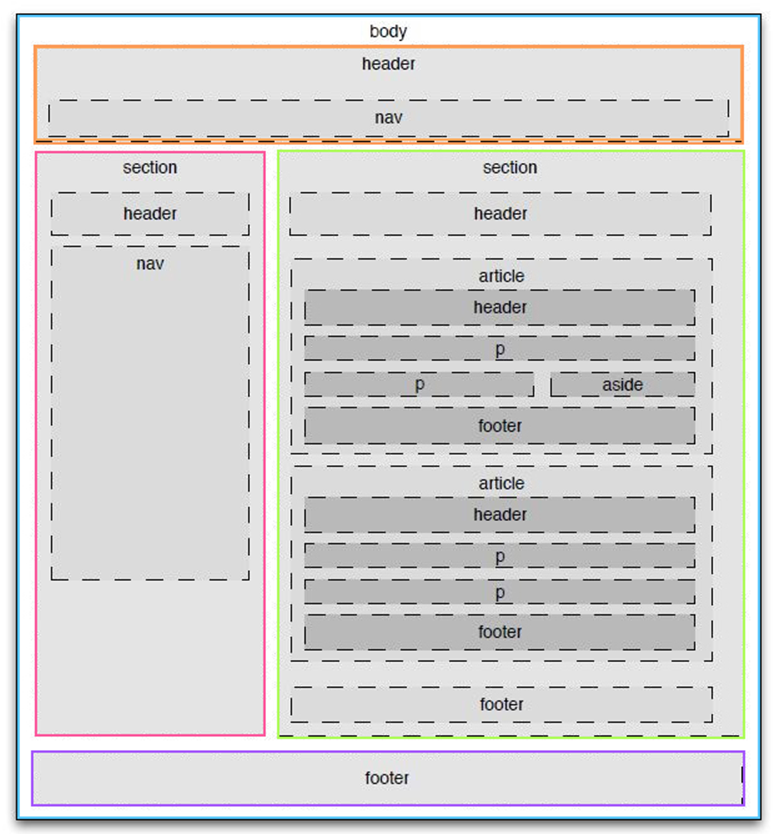 body
header
nav
section
header
nav
section
header
article
header
p
p aside
footer
article
header
p
p
footer
footer
footer